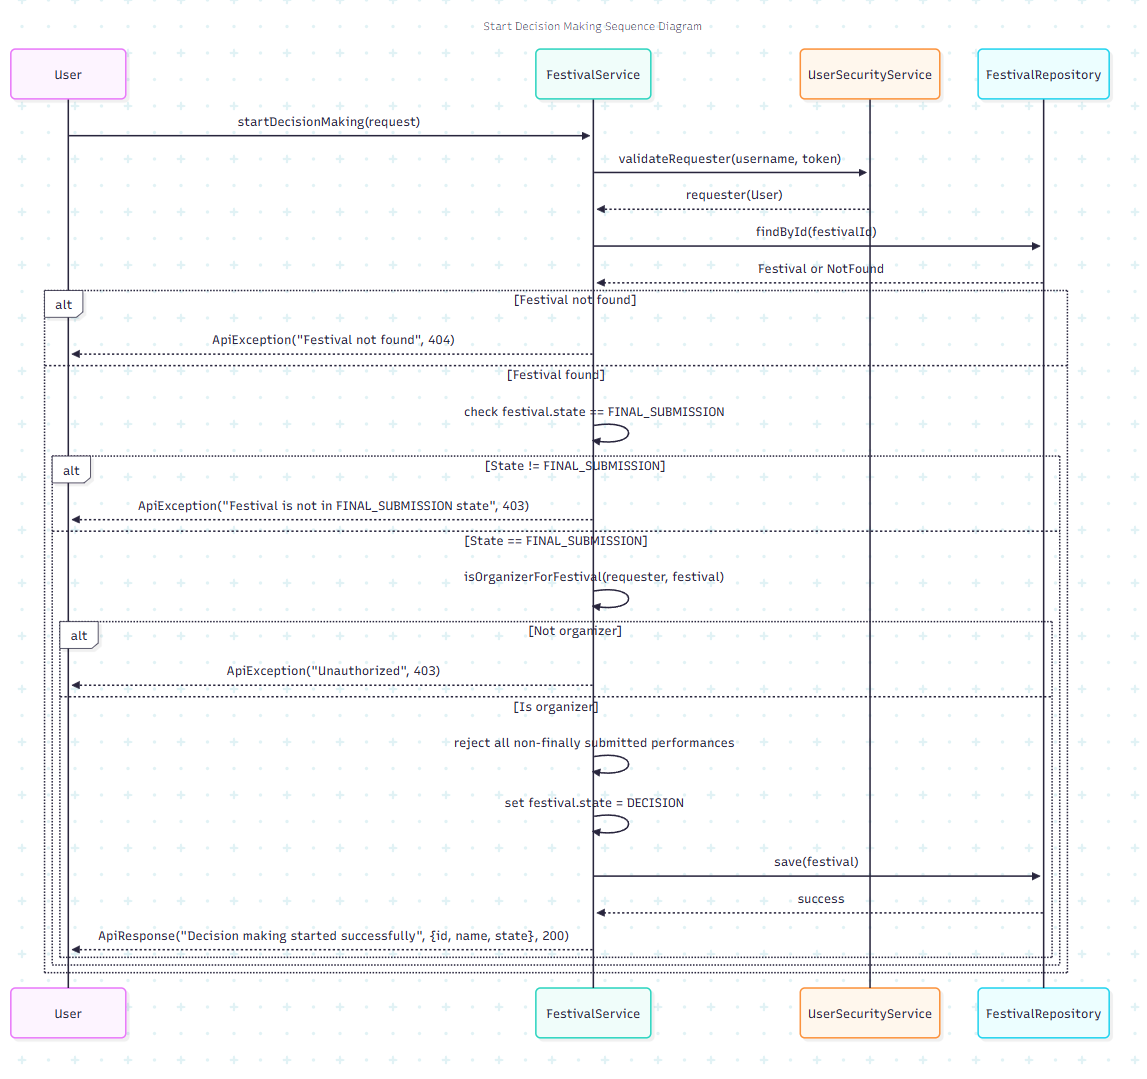 Start Decision Making Sequence Diagram
User
FestivalService
UserSecurityService
FestivalRepository
startDecisionMaking(request)
validateRequester(username, token)
requester(User)
findById(festivalId)
Festival or NotFound
alt
[Festival not found]
ApiException("Festival not found", 404)
[Festival found]
check festival.state == FINAL_SUBMISSION
alt
[State != FINAL_SUBMISSION]
ApiException("Festival is not in FINAL_SUBMISSION state", 403)
[State == FINAL_SUBMISSION]
isOrganizerForFestival(requester, festival)
alt
[Not organizer]
ApiException("Unauthorized", 403)
[Is organizer]
reject all non-finally submitted performances
set festival.state = DECISION
save(festival)
success
ApiResponse("Decision making started successfully", {id, name, state}, 200)
User
FestivalService
UserSecurityService
FestivalRepository